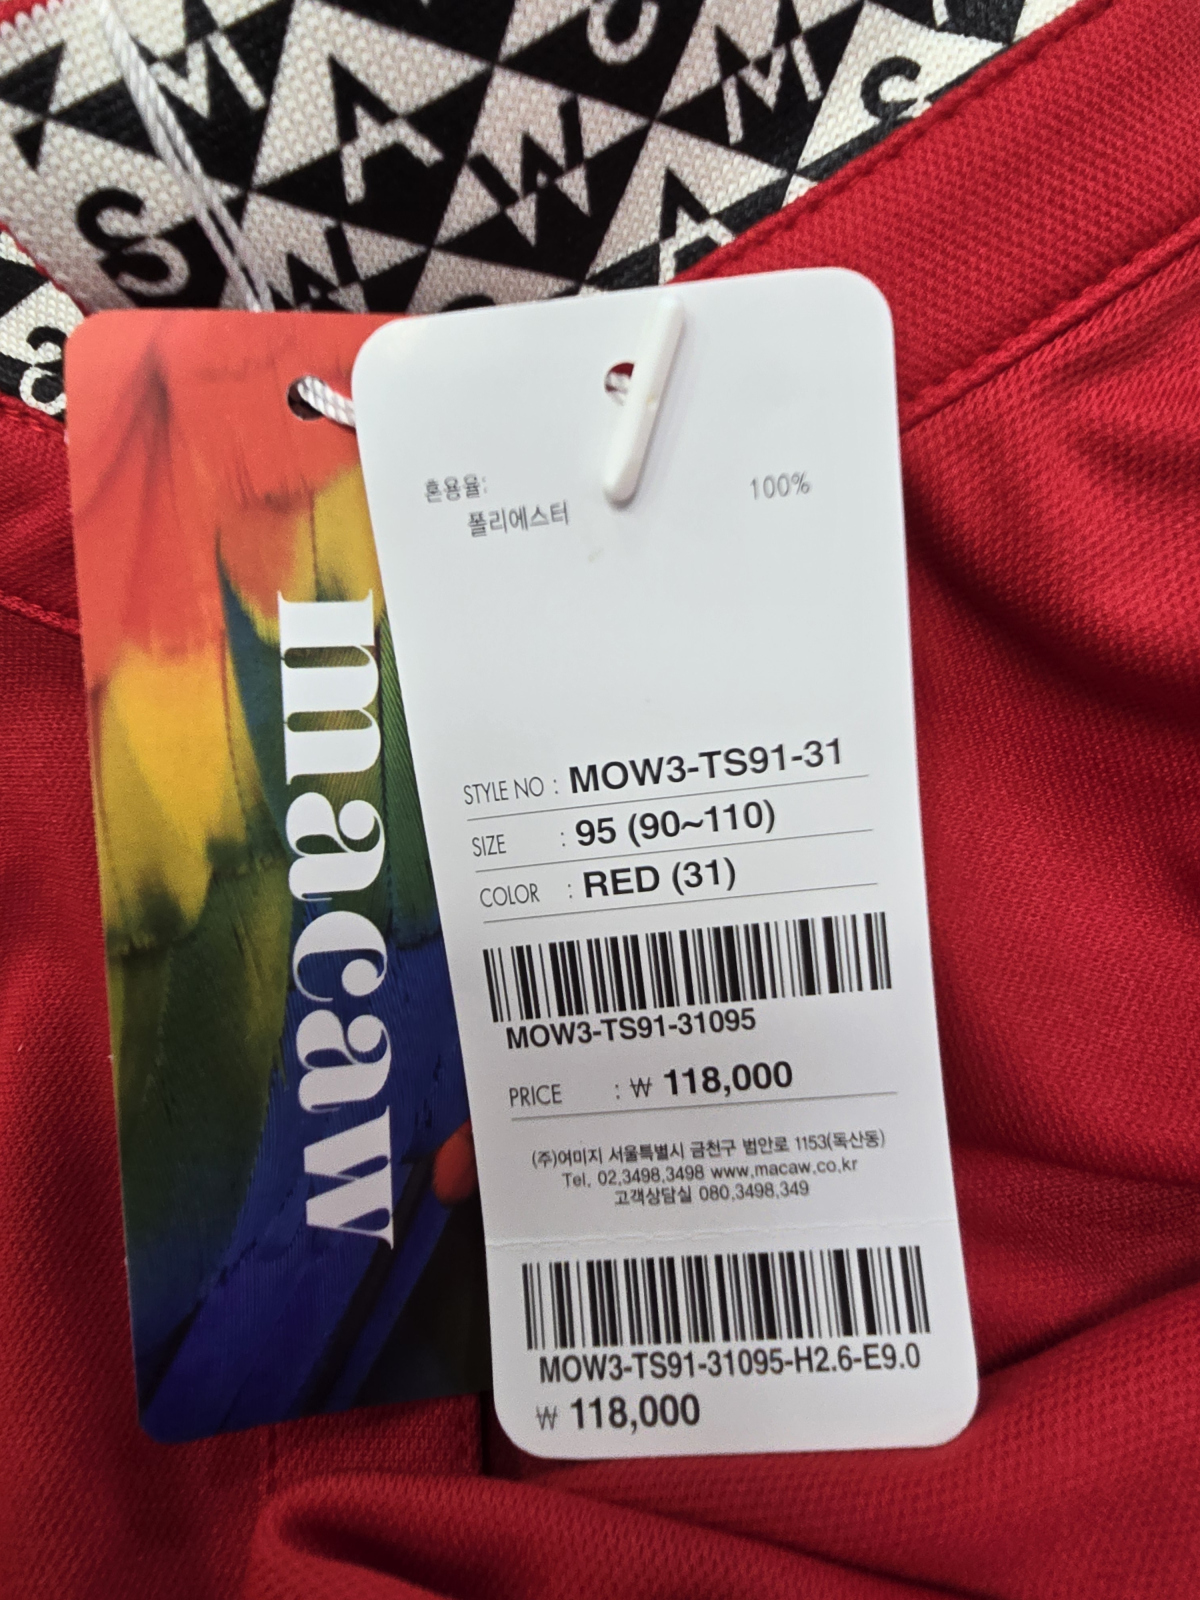 macaw
혼용율:
폴리에스터 100%
STYLE NO : MOW3-TS91-31
SIZE : 95 (90~110)
COLOR : RED (31)
MOW3-TS91-31095
PRICE : ₩ 118,000
(주)여미지 서울특별시 금천구 범안로 1153(독산동)
Tel. 02.3498.3498 www.macaw.co.kr
고객상담실 080.3498.349
MOW3-TS91-31095-H2.6-E9.0
₩ 118,000